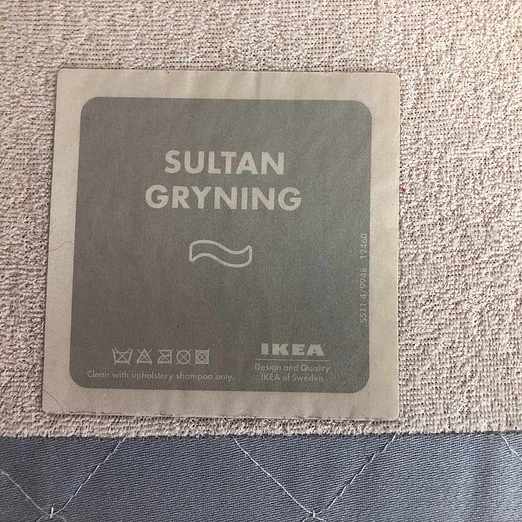 SULTAN
GRYNING
Clean with upholstery shampoo only.
IKEA
Design and Quality
IKEA of Sweden